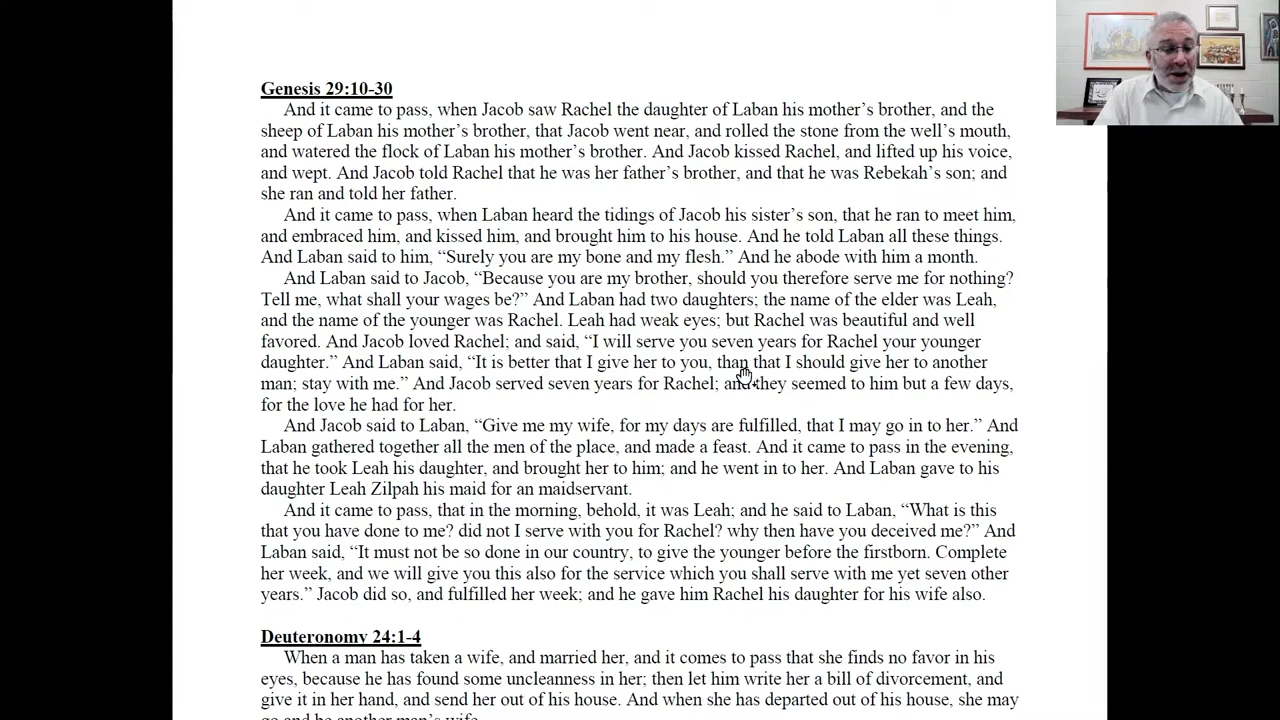 Genesis 29:10-30
And it came to pass, when Jacob saw Rachel the daughter of Laban his mother’s brother, and the
sheep of Laban his mother’s brother, that Jacob went near, and rolled the stone from the well’s mouth,
and watered the flock of Laban his mother’s brother. And Jacob kissed Rachel, and lifted up his voice,
and wept. And Jacob told Rachel that he was her father’s brother, and that he was Rebekah’s son; and
she ran and told her father.
And it came to pass, when Laban heard the tidings of Jacob his sister’s son, that he ran to meet him,
and embraced him, and kissed him, and brought him to his house. And he told Laban all these things.
And Laban said to him, “Surely you are my bone and my flesh.” And he abode with him a month.
And Laban said to Jacob, “Because you are my brother, should you therefore serve me for nothing?
Tell me, what shall your wages be?” And Laban had two daughters; the name of the elder was Leah,
and the name of the younger was Rachel. Leah had weak eyes; but Rachel was beautiful and well
favored. And Jacob loved Rachel; and said, “I will serve you seven years for Rachel your younger
daughter.” And Laban said, “It is better that I give her to you, than that I should give her to another
man; stay with me.” And Jacob served seven years for Rachel; and they seemed to him but a few days,
for the love he had for her.
And Jacob said to Laban, “Give me my wife, for my days are fulfilled, that I may go in to her.” And
Laban gathered together all the men of the place, and made a feast. And it came to pass in the evening,
that he took Leah his daughter, and brought her to him; and he went in to her. And Laban gave to his
daughter Leah Zilpah his maid for an maidservant.
And it came to pass, that in the morning, behold, it was Leah; and he said to Laban, “What is this
that you have done to me? did not I serve with you for Rachel? why then have you deceived me?” And
Laban said, “It must not be so done in our country, to give the younger before the firstborn. Complete
her week, and we will give you this also for the service which you shall serve with me yet seven other
years.” Jacob did so, and fulfilled her week; and he gave him Rachel his daughter for his wife also.
Deuteronomy 24:1-4
When a man has taken a wife, and married her, and it comes to pass that she finds no favor in his
eyes, because he has found some uncleanness in her; then let him write her a bill of divorcement, and
give it in her hand, and send her out of his house. And when she has departed out of his house, she may
go and be another man’s wife.